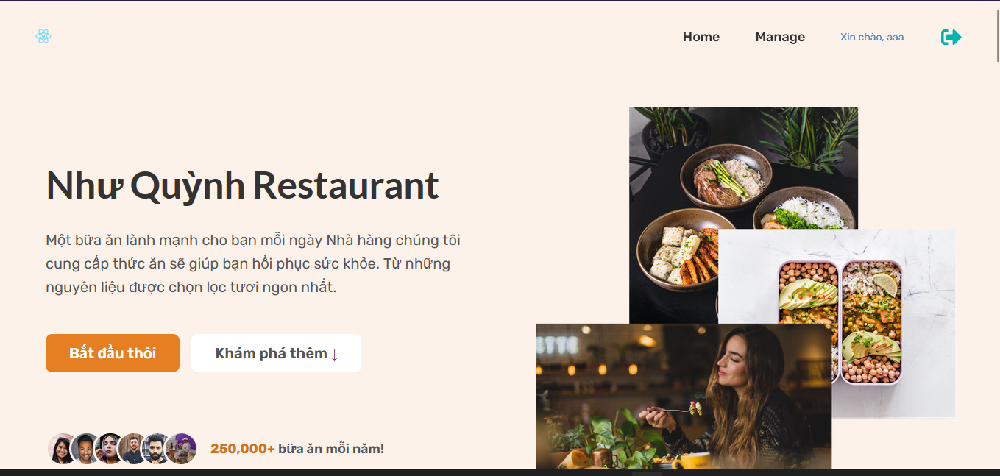 Home Manage Xin chào, aaa
Như Quỳnh Restaurant
Một bữa ăn lành mạnh cho bạn mỗi ngày Nhà hàng chúng tôi
cung cấp thức ăn sẽ giúp bạn hồi phục sức khỏe. Từ những
nguyên liệu được chọn lọc tươi ngon nhất.
Bắt đầu thôi
Khám phá thêm ↓
ETTE
250,000+ bữa ăn mỗi năm!